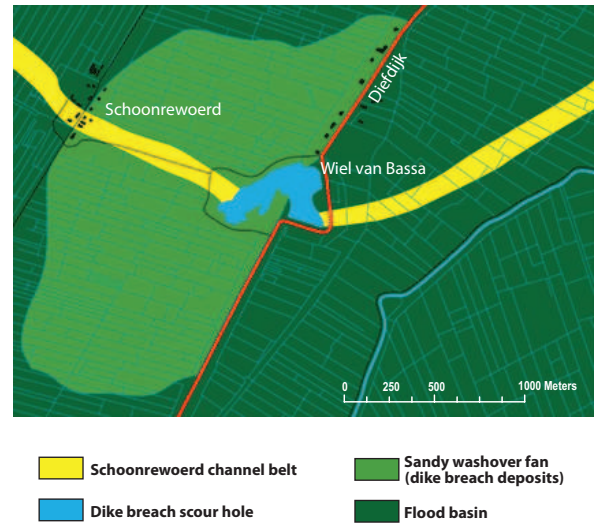 Schoonrewoerd
Diefdijk
Wiel van Bassa
0 250 500 1000 Meters
Schoonrewoerd channel belt
Dike breach scour hole
Sandy washover fan
(dike breach deposits)
Flood basin